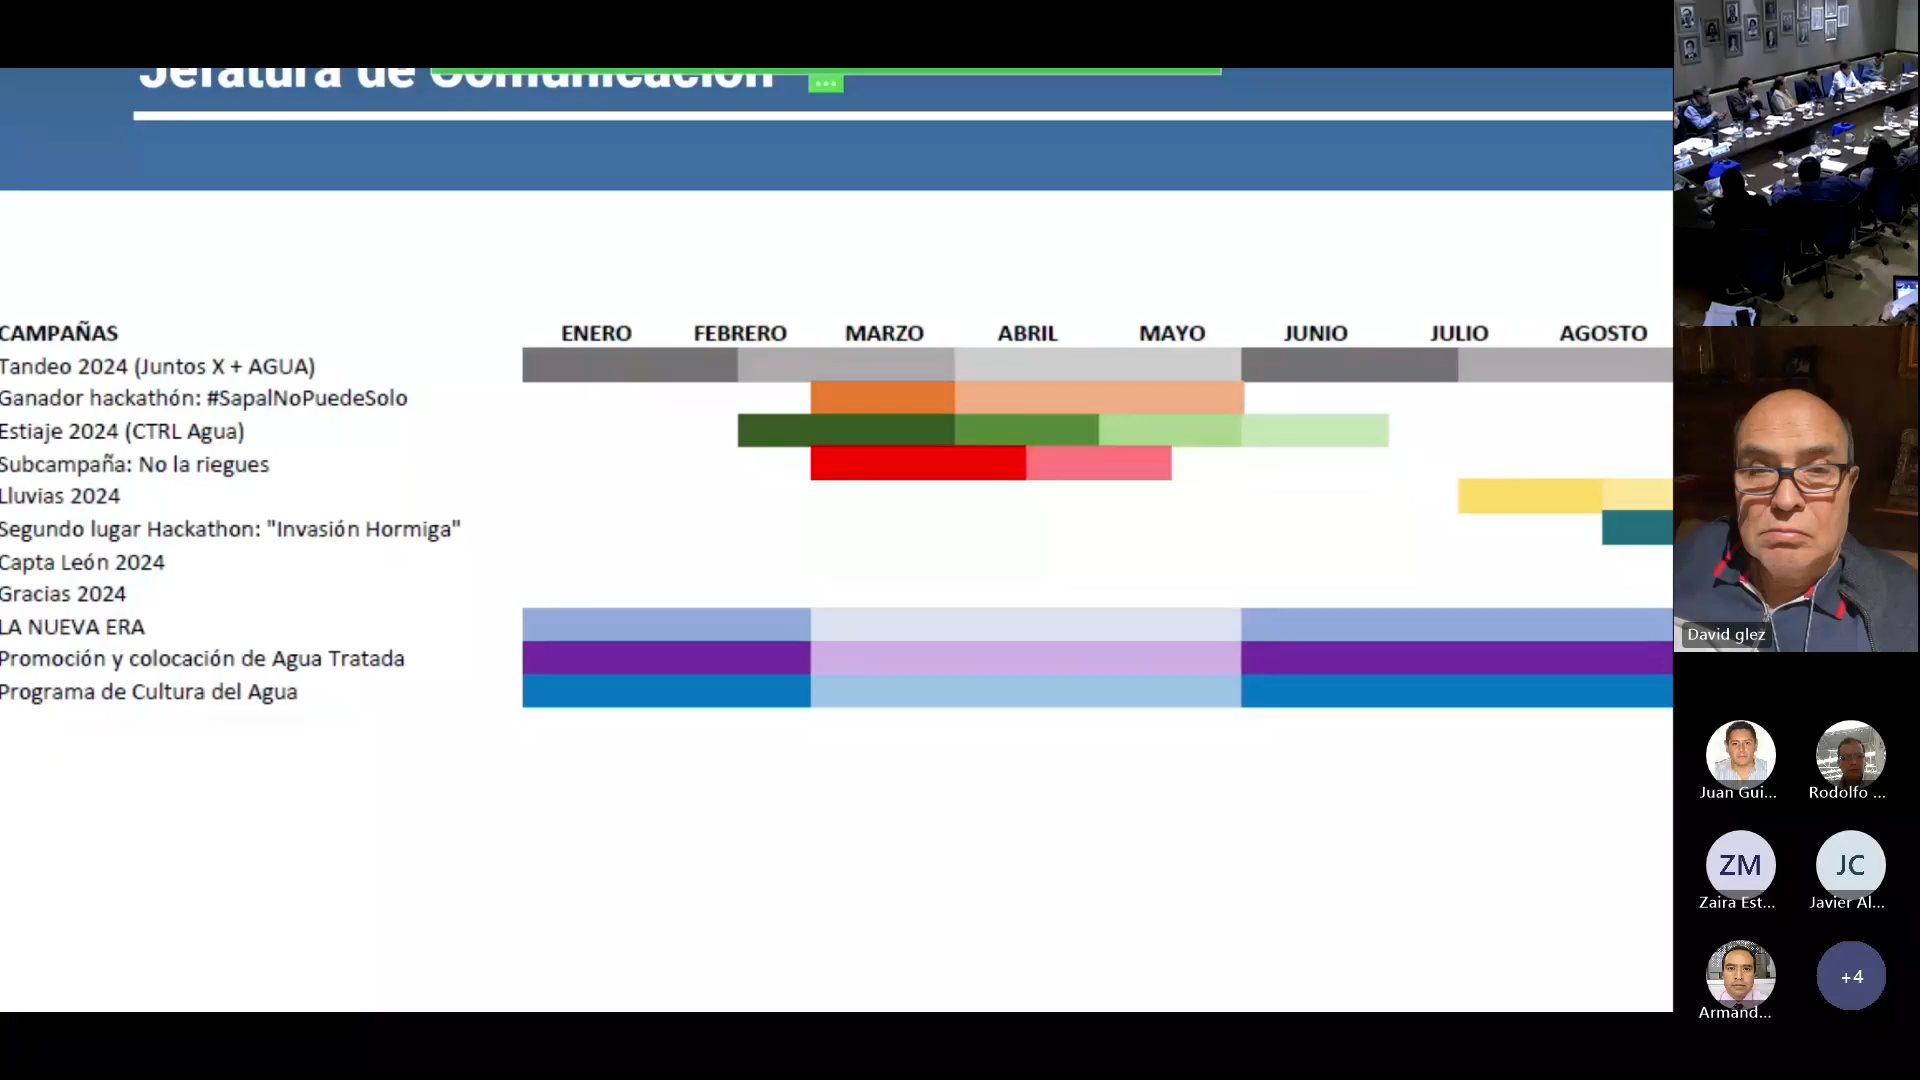 Jefatura de Comunicación
CAMPAÑAS ENERO FEBRERO MARZO ABRIL MAYO JUNIO JULIO AGOSTO
Tandeo 2024 (Juntos X + AGUA)
Ganador hackathón: #SapalNoPuedeSolo
Estiaje 2024 (CTRL Agua)
Subcampaña: No la riegues
Lluvias 2024
Segundo lugar Hackathon: "Invasión Hormiga"
Capta León 2024
Gracias 2024
LA NUEVA ERA
Promoción y colocación de Agua Tratada
Programa de Cultura del Agua
David glez
Juan Gui... Rodolfo ...
ZM JC
Zaira Est... Javier Al...
+4
Armand...